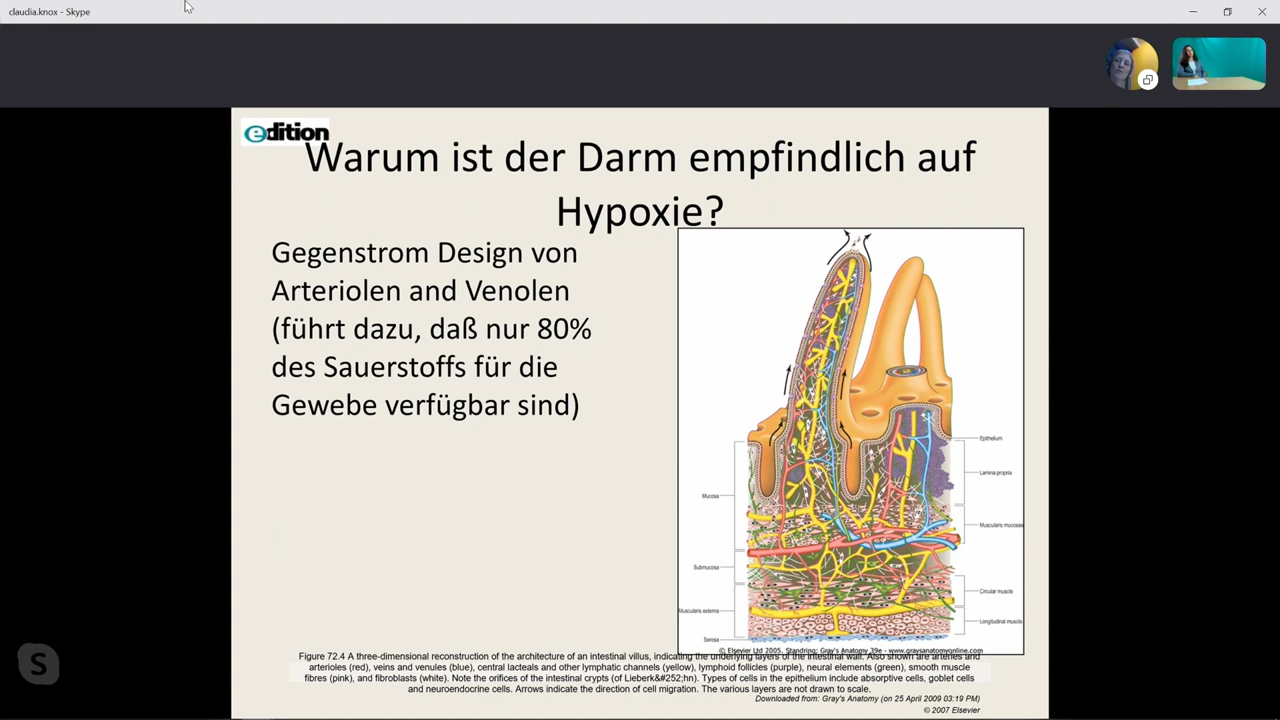 claudia.knox - Skype
edition
Warum ist der Darm empfindlich auf
Hypoxie?
Gegenstrom Design von
Arteriolen and Venolen
(führt dazu, daß nur 80%
des Sauerstoffs für die
Gewebe verfügbar sind)
Epithelium
Lamina propria
Mucosa
Muscularis mucosae
Submucosa
Circular muscle
Muscularis externa
Longitudinal muscle
Serosa
© Elsevier Ltd 2005. Standring: Gray's Anatomy 39e - www.graysanatomyonline.com
Figure 72.4 A three-dimensional reconstruction of the architecture of an intestinal villus, indicating the underlying layers of the intestinal wall. Also shown are arteries and
arterioles (red), veins and venules (blue), central lacteals and other lymphatic channels (yellow), lymphoid follicles (purple), neural elements (green), smooth muscle
fibres (pink), and fibroblasts (white). Note the orifices of the intestinal crypts (of Lieberk&#252;hn). Types of cells in the epithelium include absorptive cells, goblet cells
and neuroendocrine cells. Arrows indicate the direction of cell migration. The various layers are not drawn to scale.
Downloaded from: Gray's Anatomy (on 25 April 2009 03:19 PM)
© 2007 Elsevier
S